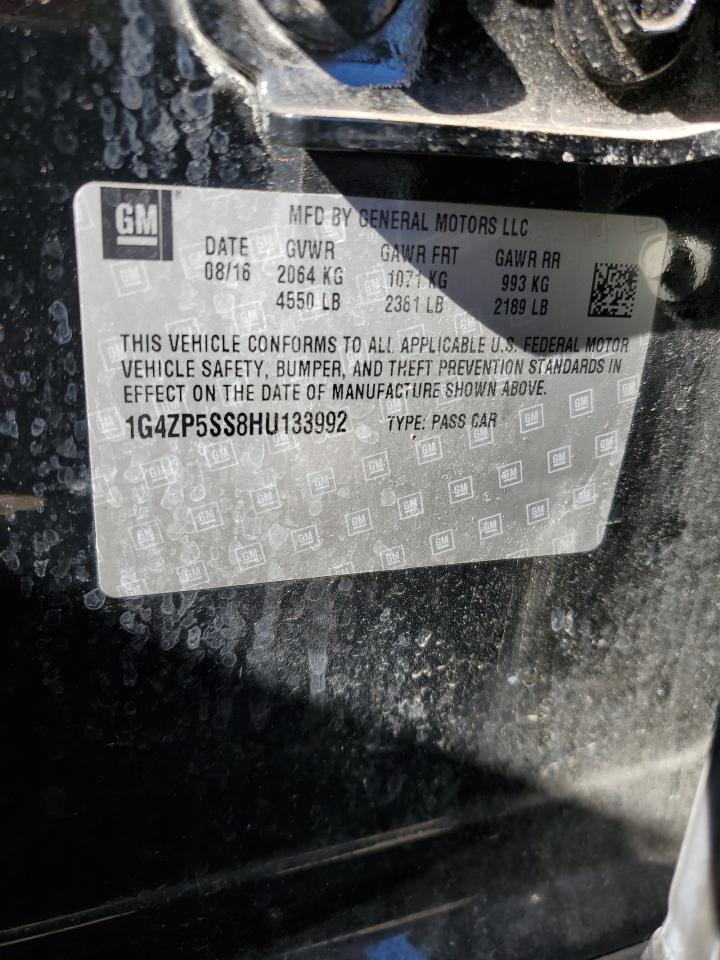 GM
MFD BY GENERAL MOTORS LLC
DATE GVWR GAWR FRT GAWR RR
08/16 2064 KG 1071 KG 993 KG
4550 LB 2361 LB 2189 LB
THIS VEHICLE CONFORMS TO ALL APPLICABLE U.S. FEDERAL MOTOR
VEHICLE SAFETY, BUMPER, AND THEFT PREVENTION STANDARDS IN
EFFECT ON THE DATE OF MANUFACTURE SHOWN ABOVE.
1G4ZP5SS8HU133992 TYPE: PASS CAR